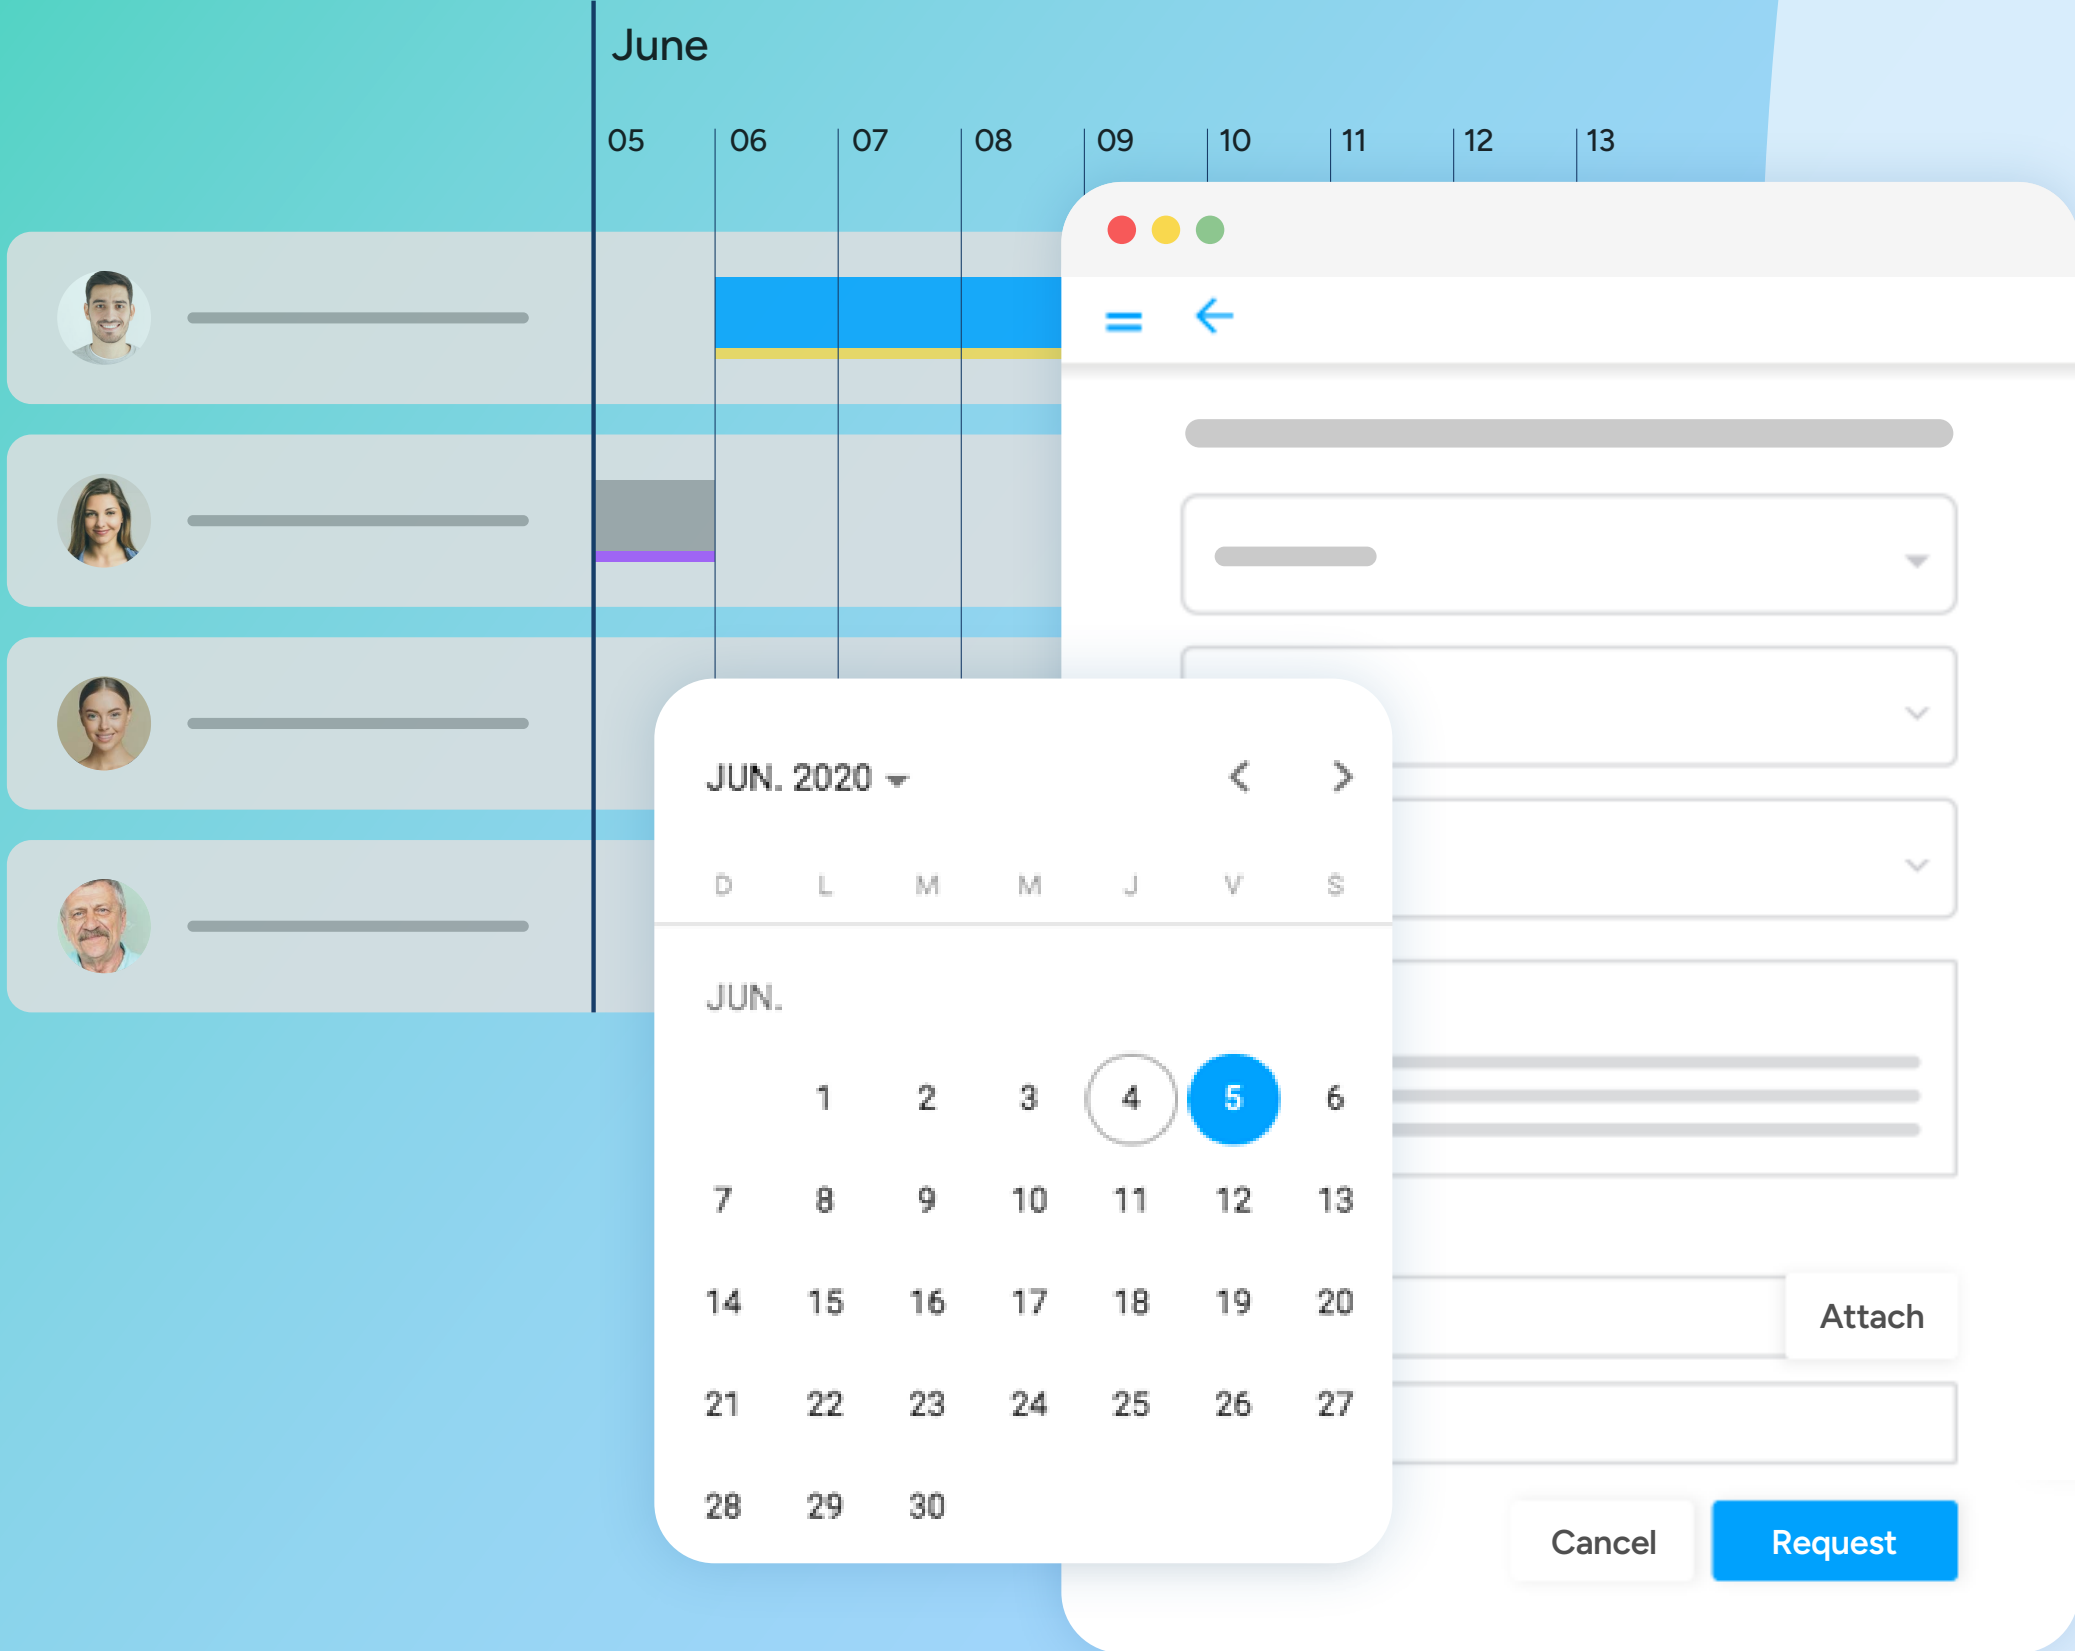 June
05 06 07 08 09 10 11 12 13
JUN. 2020
D L M M J V S
JUN.
1 2 3 4 5 6
7 8 9 10 11 12 13
14 15 16 17 18 19 20
21 22 23 24 25 26 27
28 29 30
Attach
Cancel Request